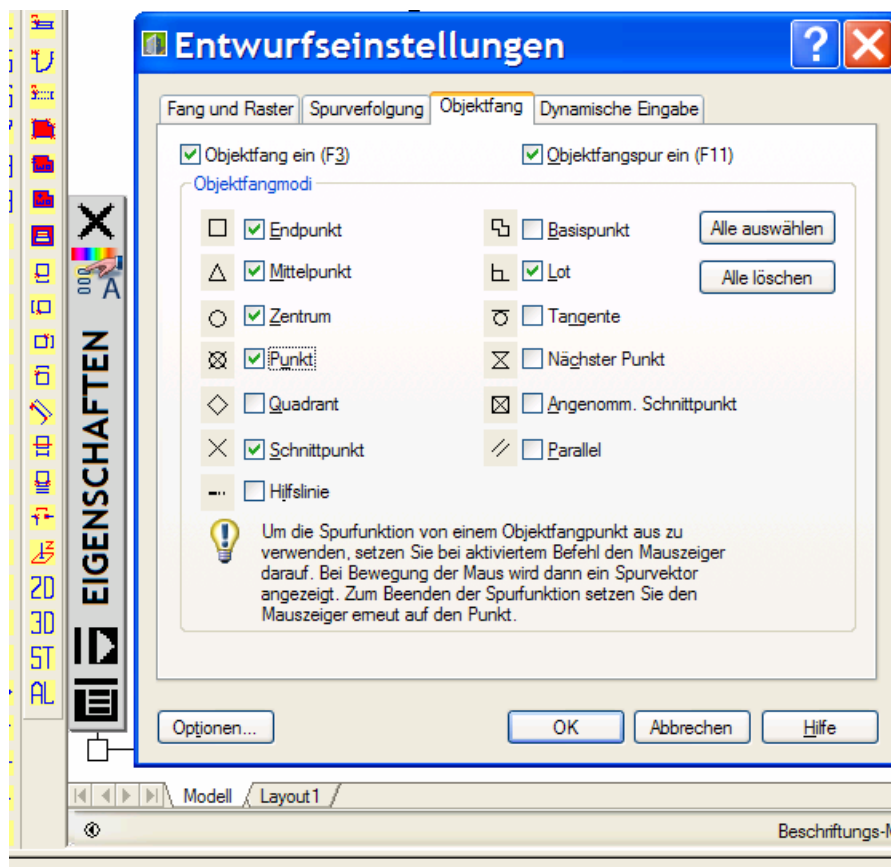 Entwurfseinstellungen
Fang und Raster Spurverfolgung Objektfang Dynamische Eingabe
Objektfang ein (F3) Objektfangspur ein (F11)
Objektfangmodi
Endpunkt Basispunkt Alle auswählen
Mittelpunkt Lot Alle löschen
Zentrum Tangente
Punkt Nächster Punkt
Quadrant Angenomm. Schnittpunkt
Schnittpunkt Parallel
Hilfslinie
Um die Spurfunktion von einem Objektfangpunkt aus zu
verwenden, setzen Sie bei aktiviertem Befehl den Mauszeiger
darauf. Bei Bewegung der Maus wird dann ein Spurvektor
angezeigt. Zum Beenden der Spurfunktion setzen Sie den
Mauszeiger erneut auf den Punkt.
Optionen... OK Abbrechen Hilfe
EIGENSCHAFTEN
2D
3D
ST
AL
Modell Layout1
Beschriftungs-M